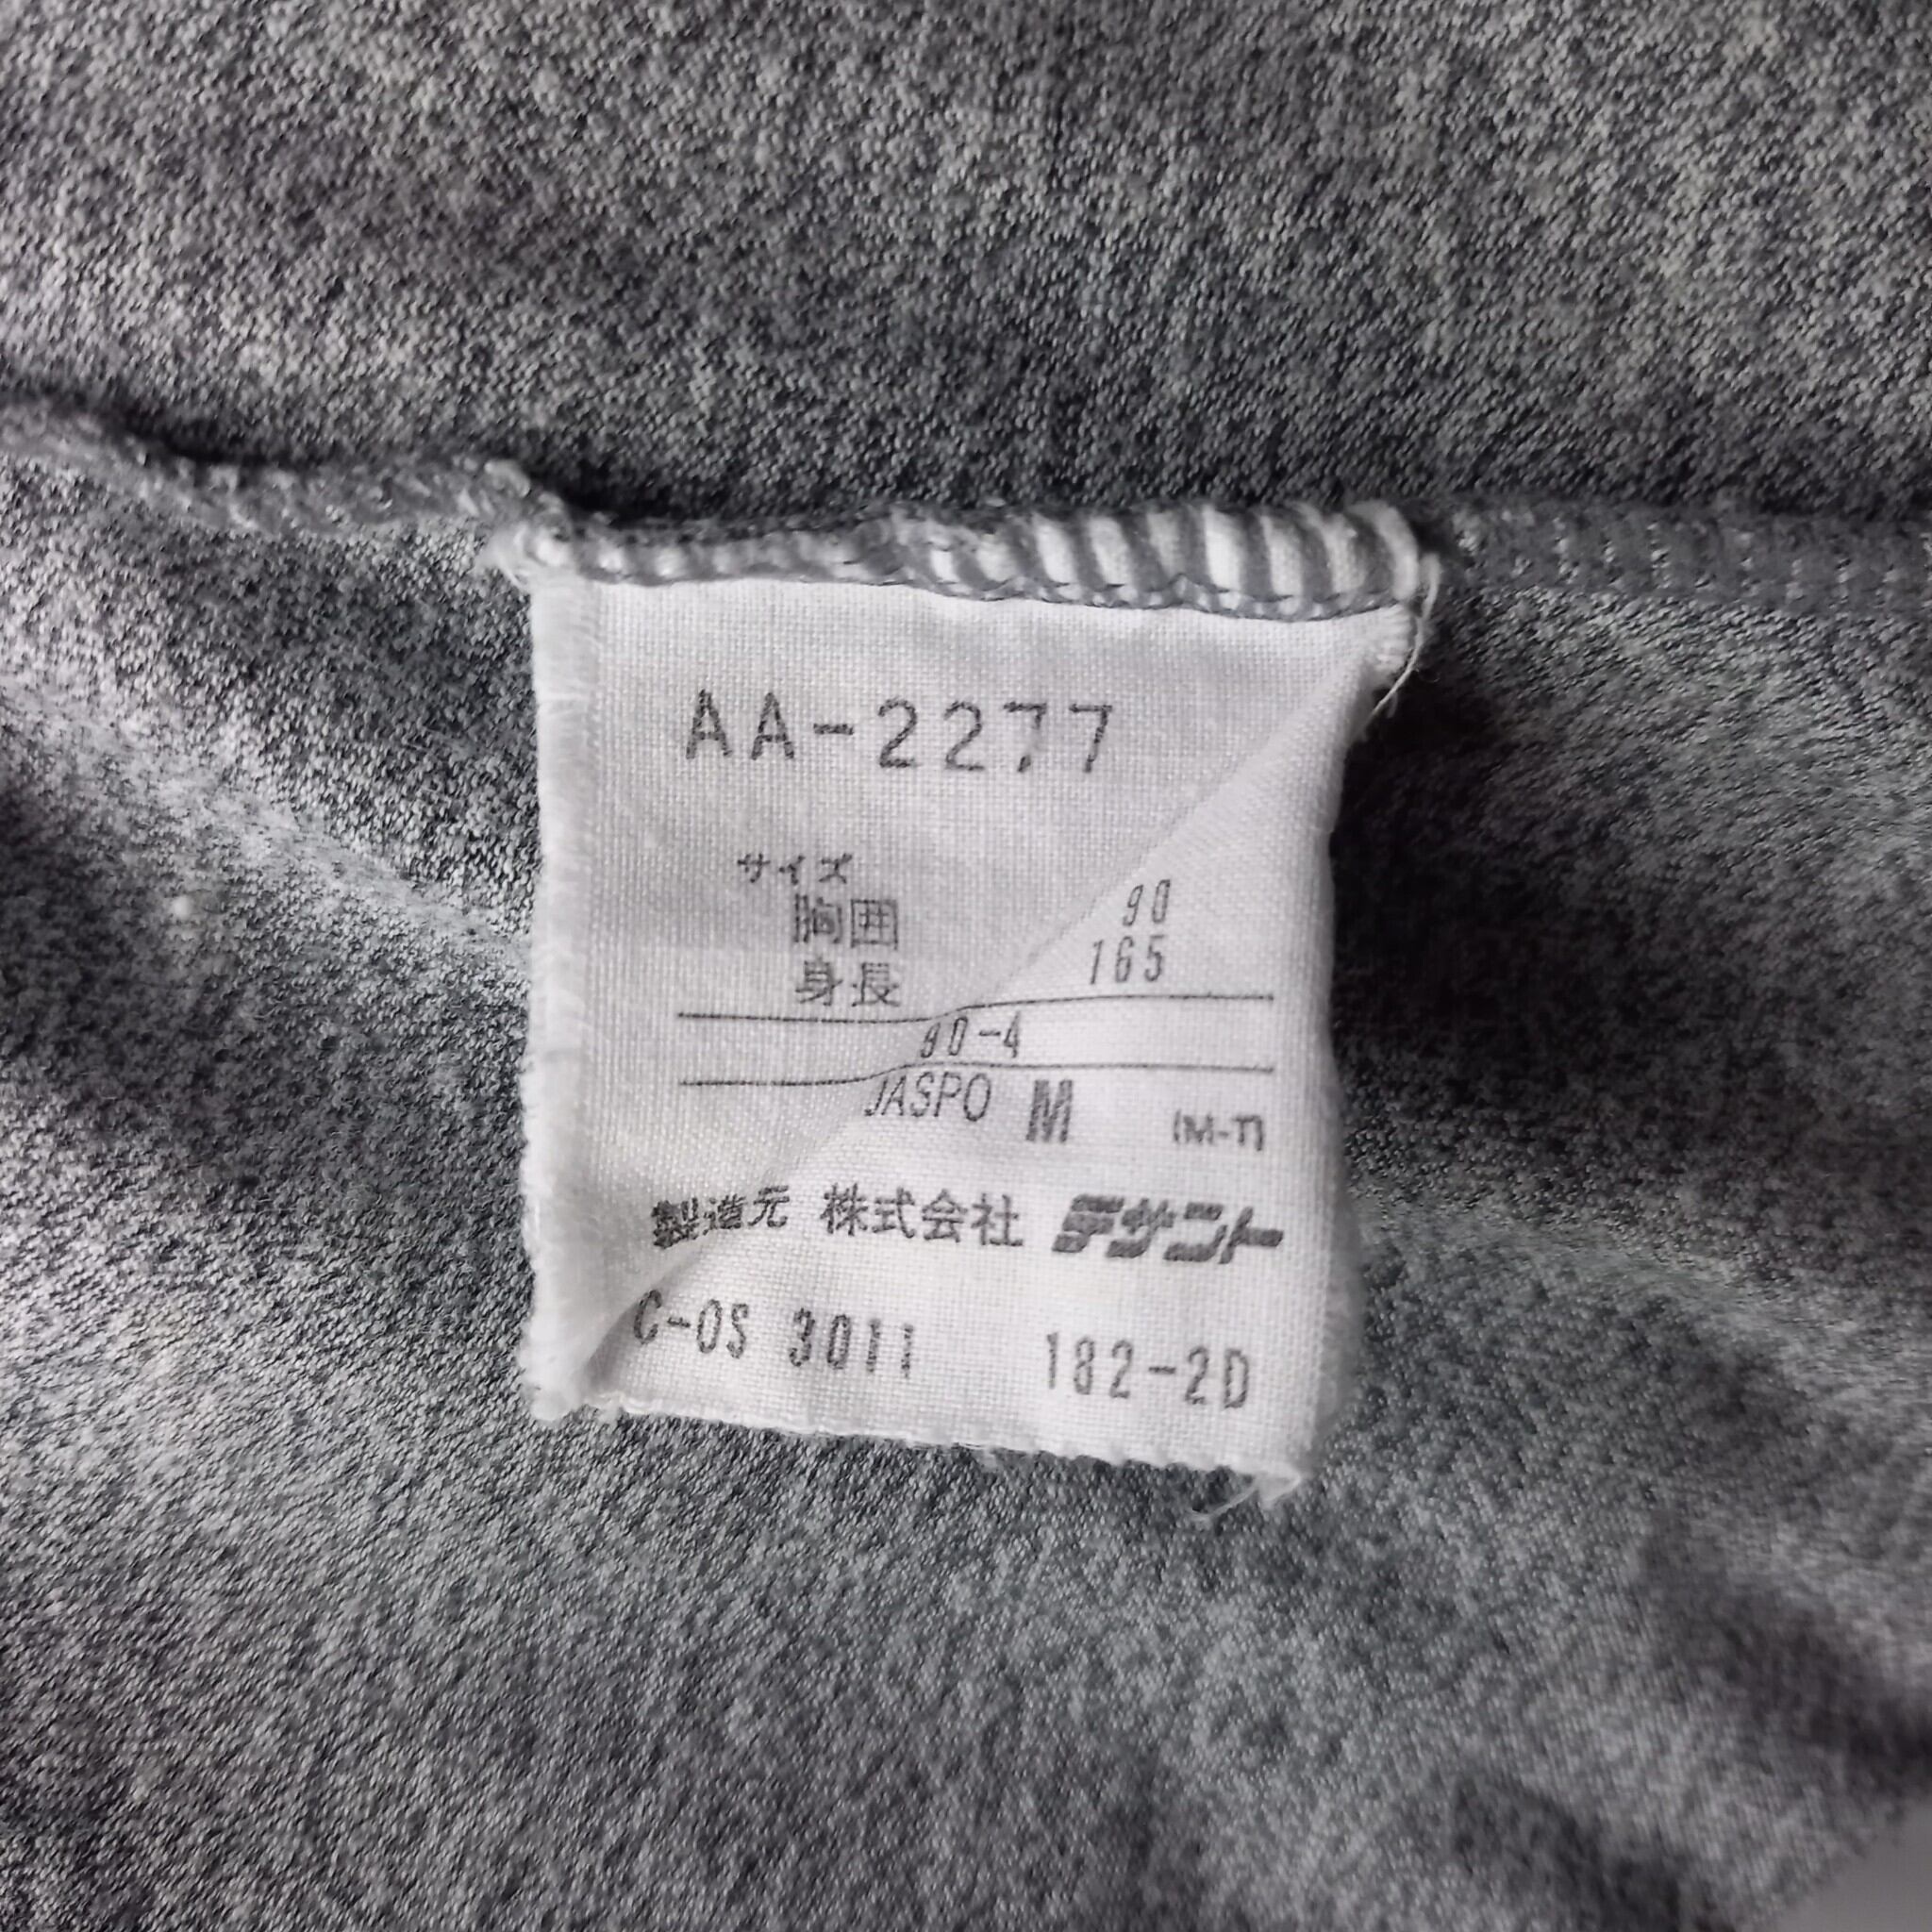 AA-2277
サイズ
胸囲 90
身長 165
90-4
JASPO M (M-T)
製造元 株式会社 デサント
C-OS 3011 182-2D